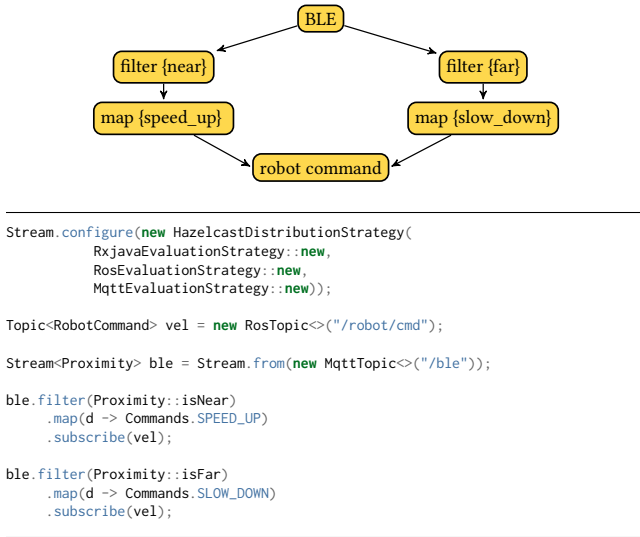 BLE
filter {near}
filter {far}
map {speed_up}
map {slow_down}
robot command
Stream.configure(new HazelcastDistributionStrategy(
RxjavaEvaluationStrategy::new,
RosEvaluationStrategy::new,
MqttEvaluationStrategy::new));
Topic<RobotCommand> vel = new RosTopic<>("/robot/cmd");
Stream<Proximity> ble = Stream.from(new MqttTopic<>("/ble"));
ble.filter(Proximity::isNear)
.map(d -> Commands.SPEED_UP)
.subscribe(vel);
ble.filter(Proximity::isFar)
.map(d -> Commands.SLOW_DOWN)
.subscribe(vel);